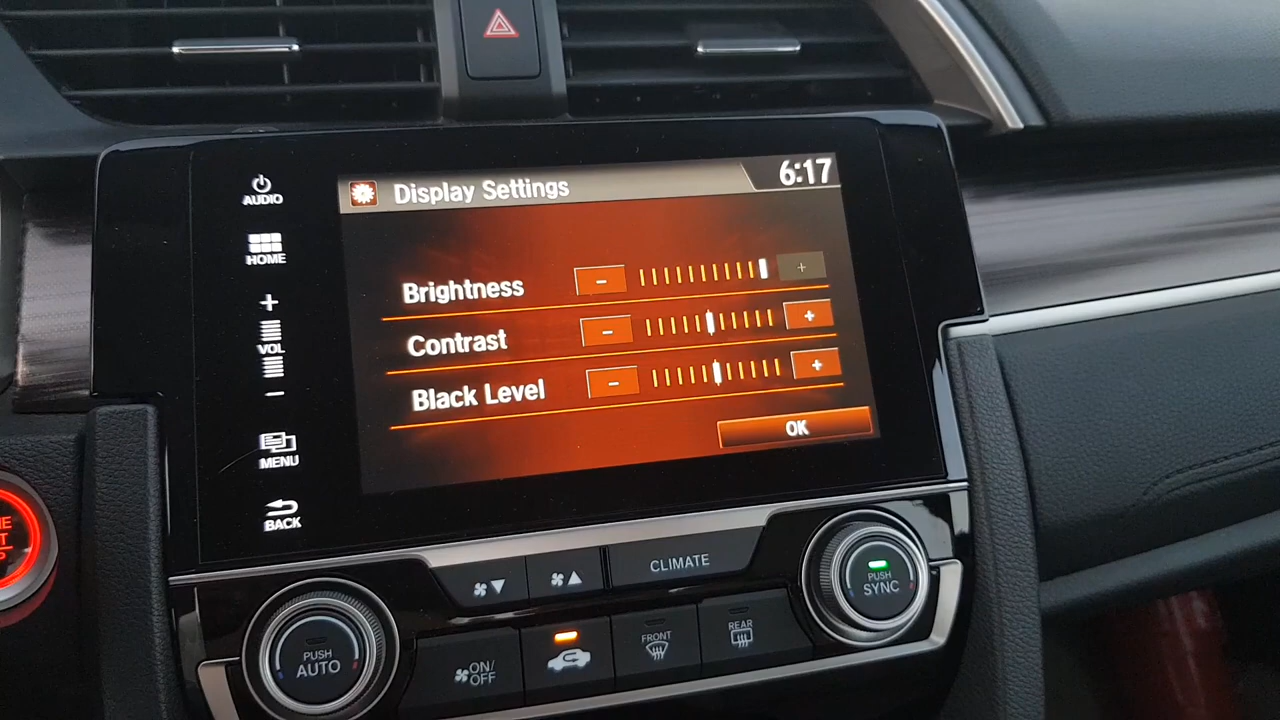 AUDIO
HOME
+
VOL
−
MENU
BACK
Display Settings
6:17
Brightness - +
Contrast - +
Black Level - +
OK
CLIMATE
PUSH
AUTO
ON/
OFF
FRONT
REAR
PUSH
SYNC